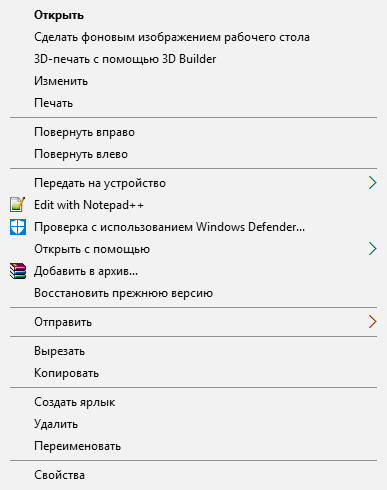 Открыть
Сделать фоновым изображением рабочего стола
3D-печать с помощью 3D Builder
Изменить
Печать
Повернуть вправо
Повернуть влево
Передать на устройство
Edit with Notepad++
Проверка с использованием Windows Defender...
Открыть с помощью
Добавить в архив...
Восстановить прежнюю версию
Отправить
Вырезать
Копировать
Создать ярлык
Удалить
Переименовать
Свойства